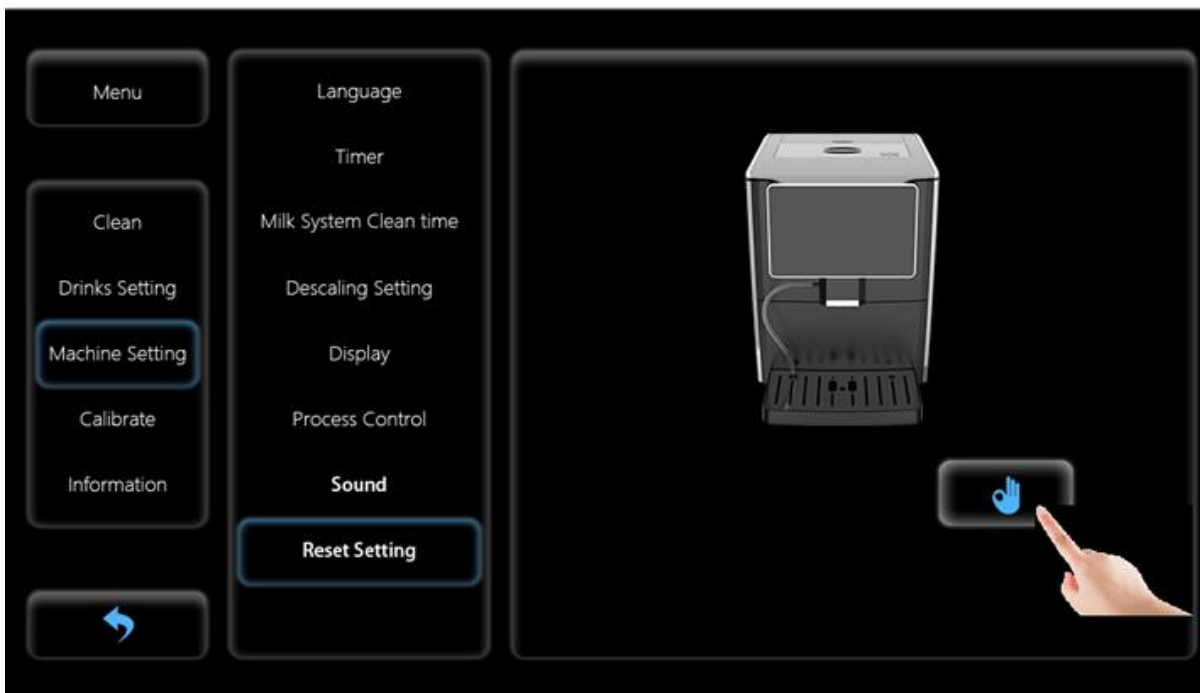 Menu
Clean
Drinks Setting
Machine Setting
Calibrate
Information
Language
Timer
Milk System Clean time
Descaling Setting
Display
Process Control
Sound
Reset Setting